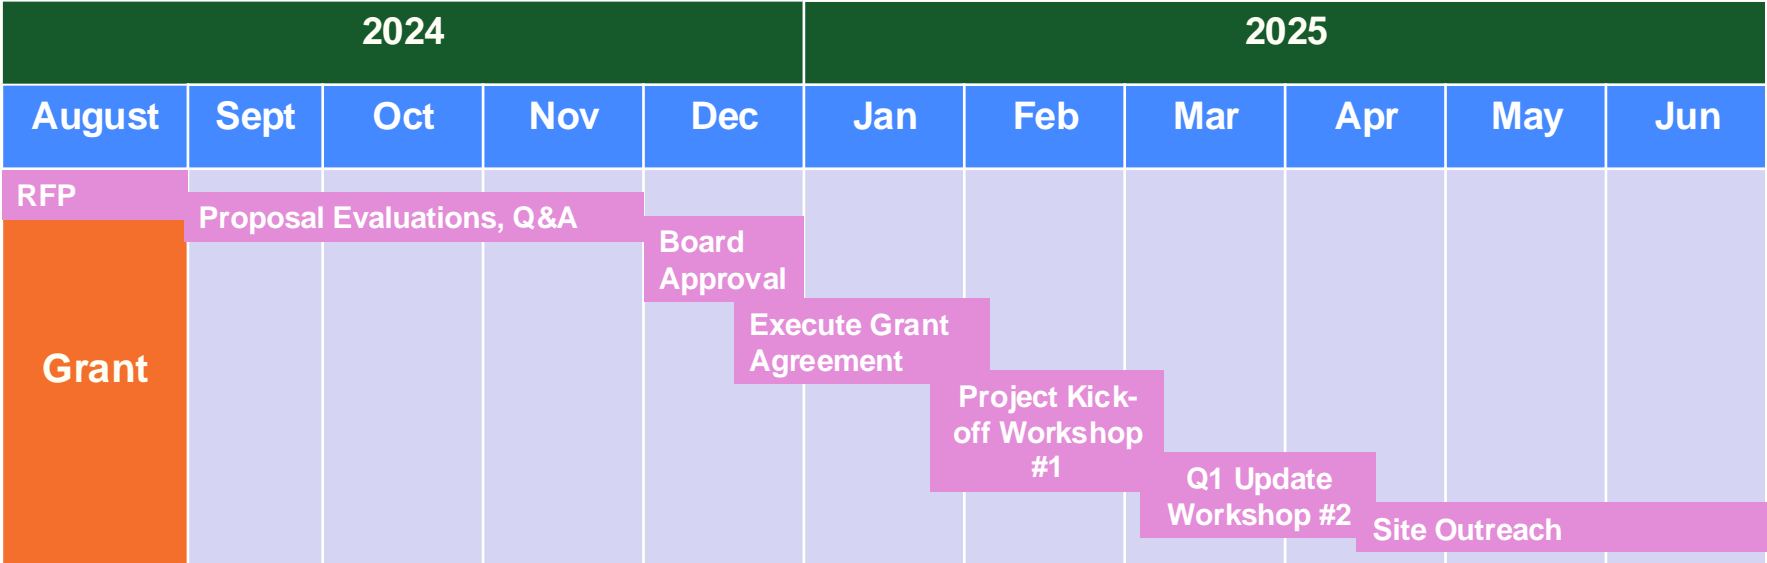 2024
2025
August
Sept
Oct
Nov
Dec
Jan
Feb
Mar
Apr
May
Jun
RFP
Proposal Evaluations, Q&A
Board
Approval
Execute Grant
Agreement
Grant
Project Kick-
off Workshop
#1
Q1 Update
Workshop #2
Site Outreach